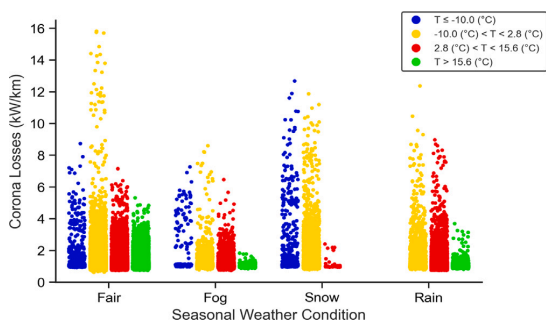 T ≤ -10.0 (°C)
-10.0 (°C) < T < 2.8 (°C)
2.8 (°C) < T < 15.6 (°C)
T > 15.6 (°C)
Corona Losses (kW/km)
16
14
12
10
8
6
4
2
0
Fair Fog Snow Rain
Seasonal Weather Condition